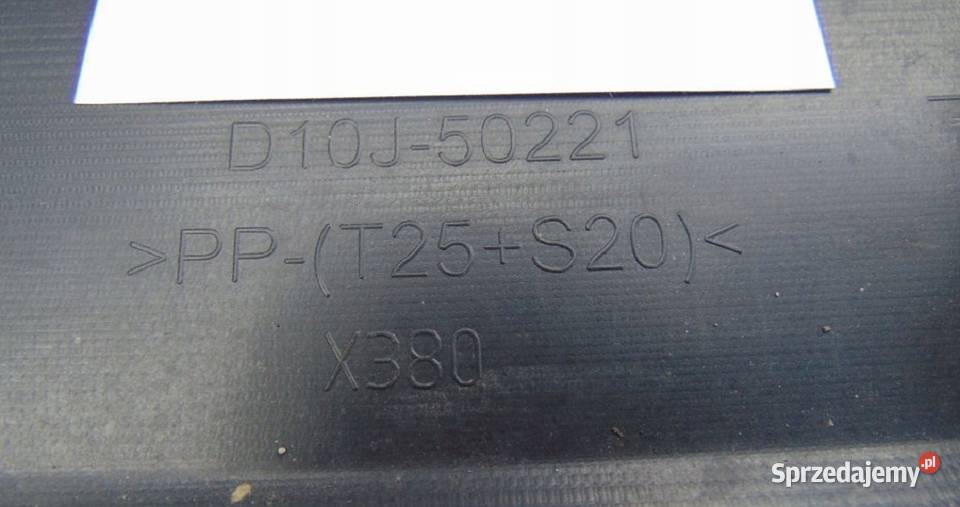 D10J-50221
>PP-(T25+S20)<
X380
Sprzedajemy.pl